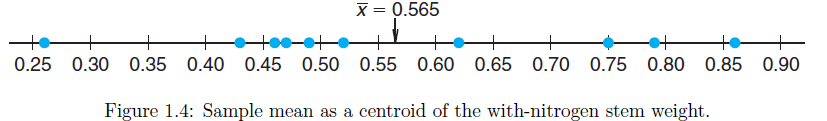 x̅ = 0.565
0.25 0.30 0.35 0.40 0.45 0.50 0.55 0.60 0.65 0.70 0.75 0.80 0.85 0.90
Figure 1.4: Sample mean as a centroid of the with-nitrogen stem weight.